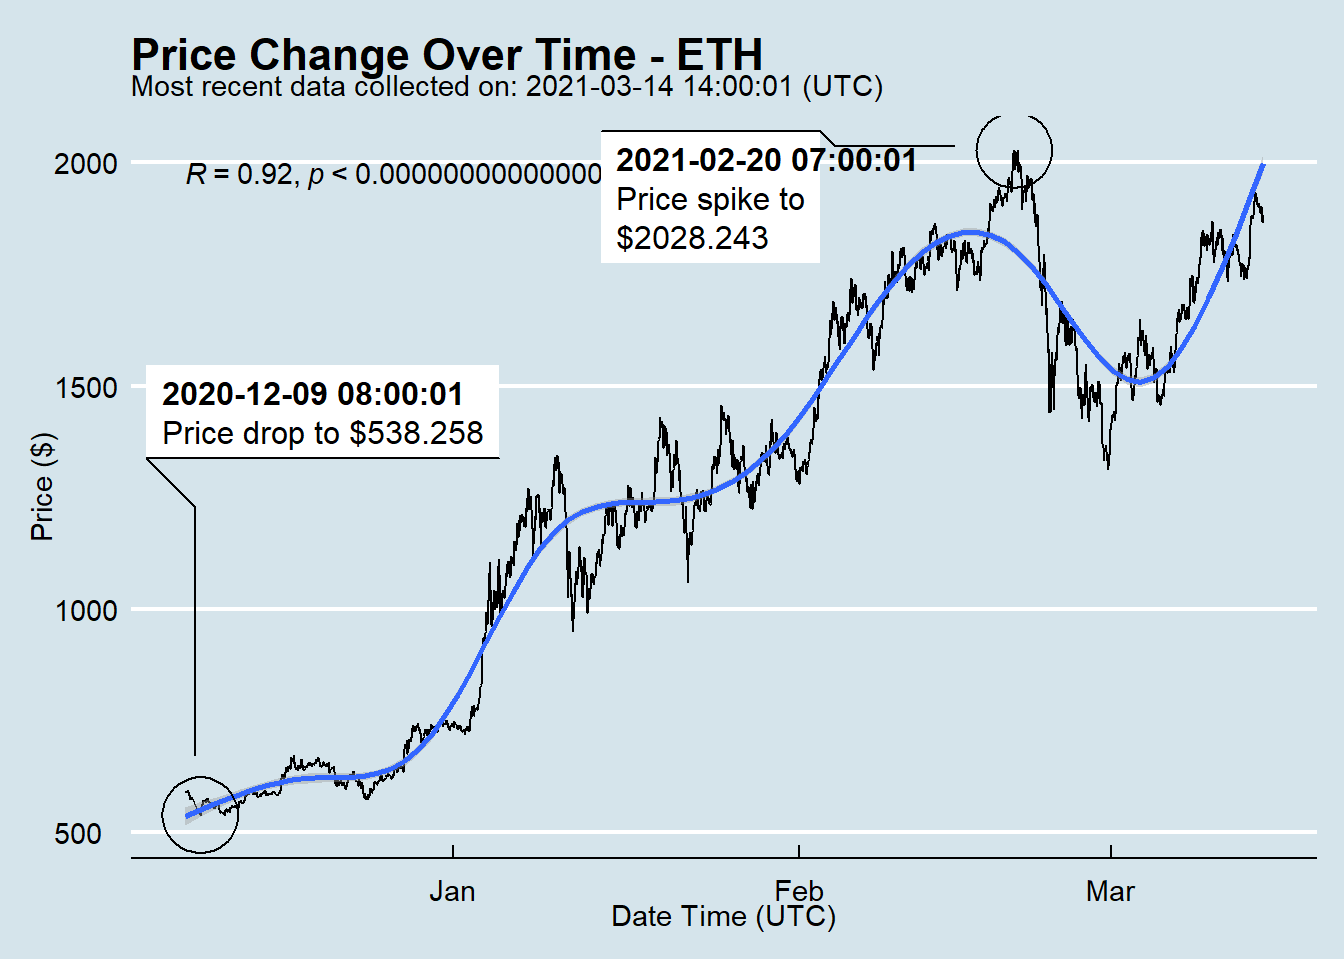 Price Change Over Time - ETH
Most recent data collected on: 2021-03-14 14:00:01 (UTC)
R = 0.92, p < 0.00000000000000
2021-02-20 07:00:01
Price spike to
$2028.243
2020-12-09 08:00:01
Price drop to $538.258
Price ($)
2000
1500
1000
500
Jan
Feb
Mar
Date Time (UTC)